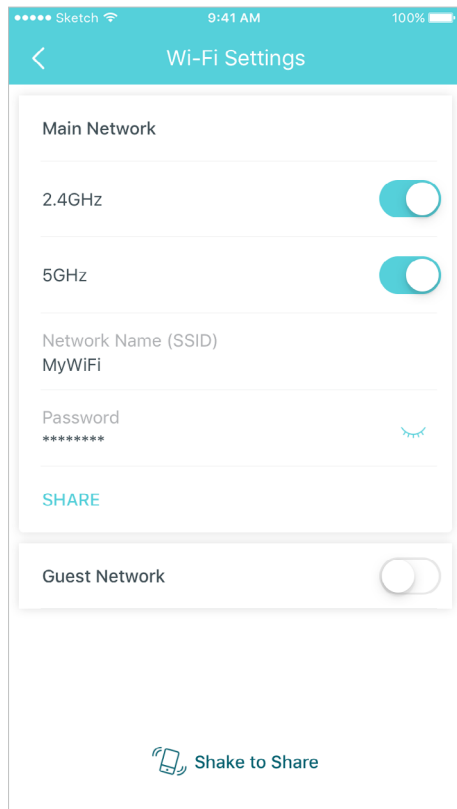 Sketch 9:41 AM 100%
Wi-Fi Settings
Main Network
2.4GHz
5GHz
Network Name (SSID)
MyWiFi
Password
********
SHARE
Guest Network
Shake to Share